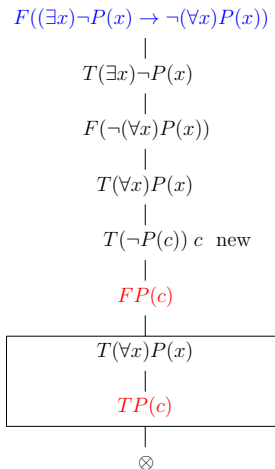 F((∃x)¬P(x) → ¬(∀x)P(x))
T(∃x)¬P(x)
F(¬(∀x)P(x))
T(∀x)P(x)
T(¬P(c)) c new
FP(c)
T(∀x)P(x)
TP(c)
⊗